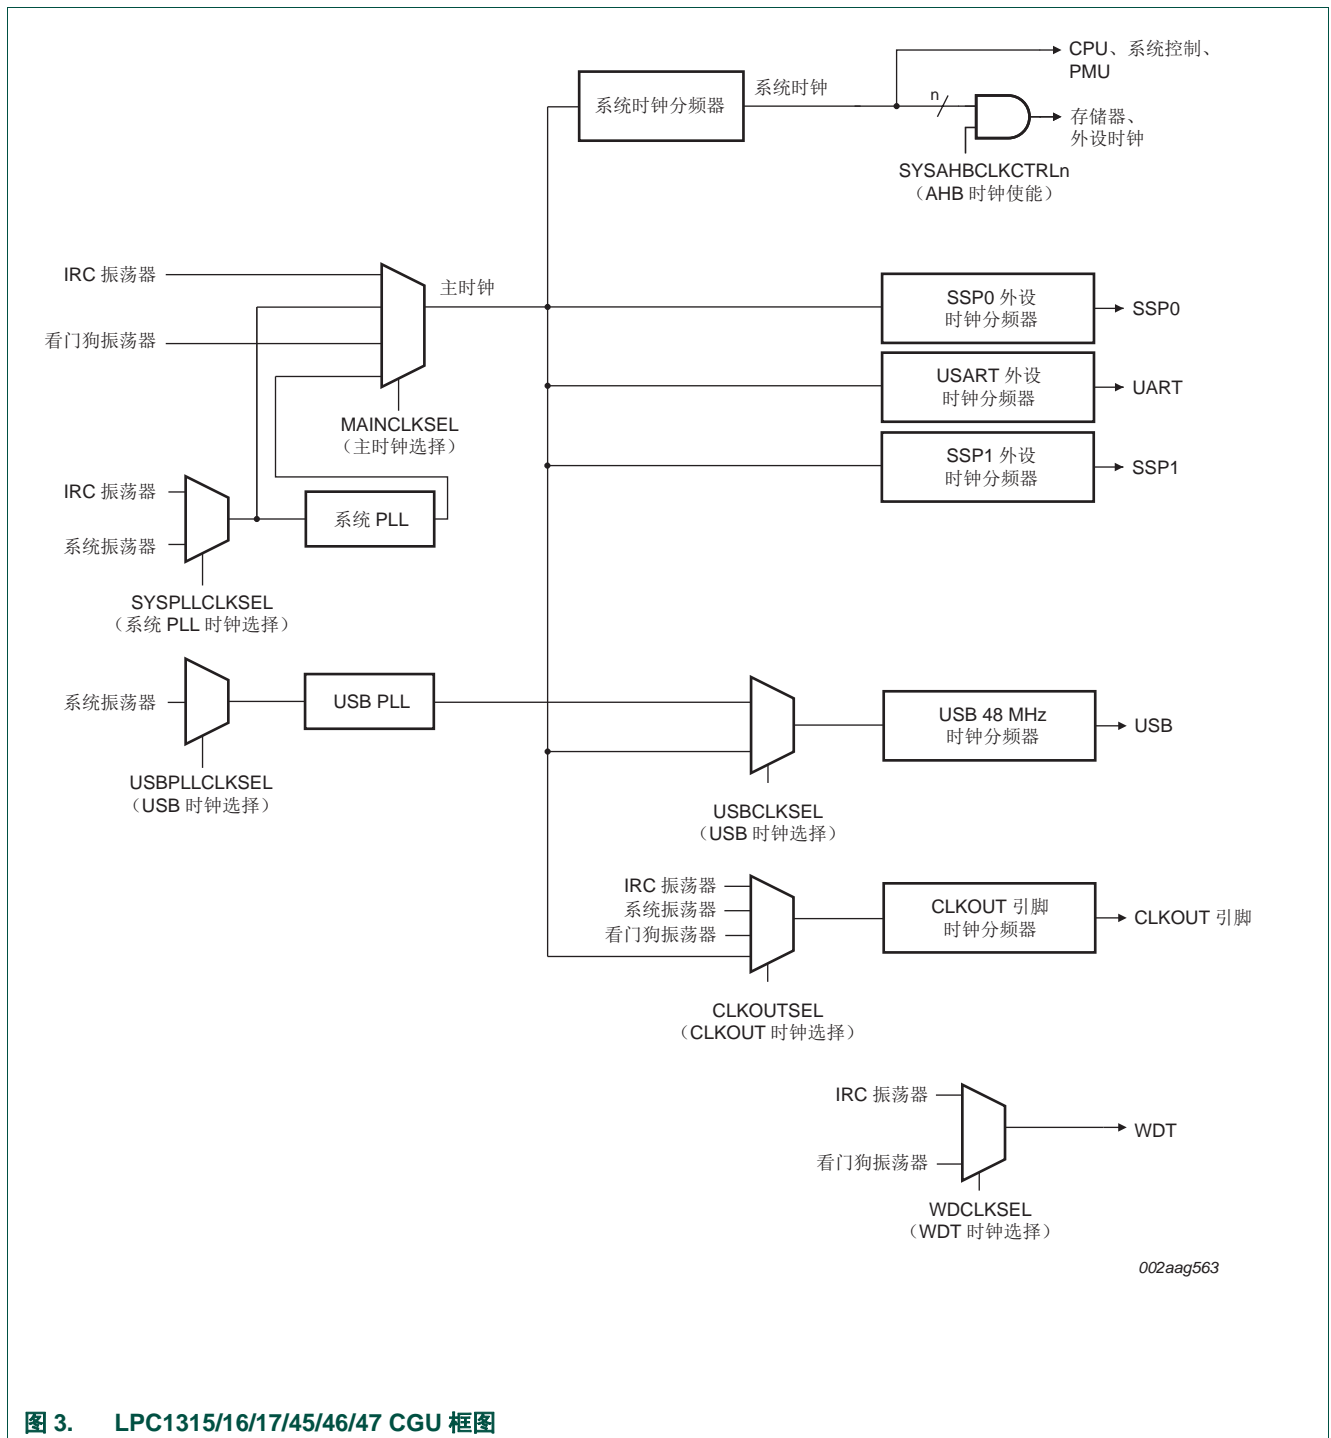 CPU、系统控制、
PMU
系统时钟
系统时钟分频器
n
存储器、
外设时钟
SYSAHBCLKCTRLn
（AHB 时钟使能）
IRC 振荡器
主时钟
看门狗振荡器
MAINCLKSEL
（主时钟选择）
SSP0 外设
时钟分频器
SSP0
USART 外设
时钟分频器
UART
SSP1 外设
时钟分频器
SSP1
IRC 振荡器
系统 PLL
系统振荡器
SYSPLLCLKSEL
（系统 PLL 时钟选择）
系统振荡器
USB PLL
USBPLLCLKSEL
（USB 时钟选择）
USB 48 MHz
时钟分频器
USB
USBCLKSEL
（USB 时钟选择）
IRC 振荡器
系统振荡器
看门狗振荡器
CLKOUT 引脚
时钟分频器
CLKOUT 引脚
CLKOUTSEL
（CLKOUT 时钟选择）
IRC 振荡器
看门狗振荡器
WDT
WDCLKSEL
（WDT 时钟选择）
002aag563
图 3. LPC1315/16/17/45/46/47 CGU 框图